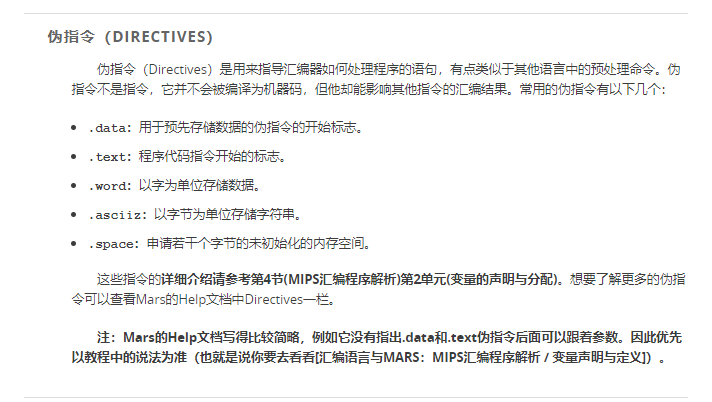 伪指令（DIRECTIVES）
伪指令（Directives）是用来指导汇编器如何处理程序的语句，有点类似于其他语言中的预处理命令。伪
指令不是指令，它并不会被编译为机器码，但他却能影响其他指令的汇编结果。常用的伪指令有以下几个：
.data：用于预先存储数据的伪指令的开始标志。
.text：程序代码指令开始的标志。
.word：以字为单位存储数据。
.asciiz：以字节为单位存储字符串。
.space：申请若干个字节的未初始化的内存空间。
这些指令的详细介绍请参考第4节(MIPS汇编程序解析)第2单元(变量的声明与分配)。想要了解更多的伪指
令可以查看Mars的Help文档中Directives一栏。
注：Mars的Help文档写得比较简略，例如它没有指出.data和.text伪指令后面可以跟着参数。因此优先
以教程中的说法为准（也就是说你要去看看[汇编语言与MARS：MIPS汇编程序解析 / 变量声明与定义]）。